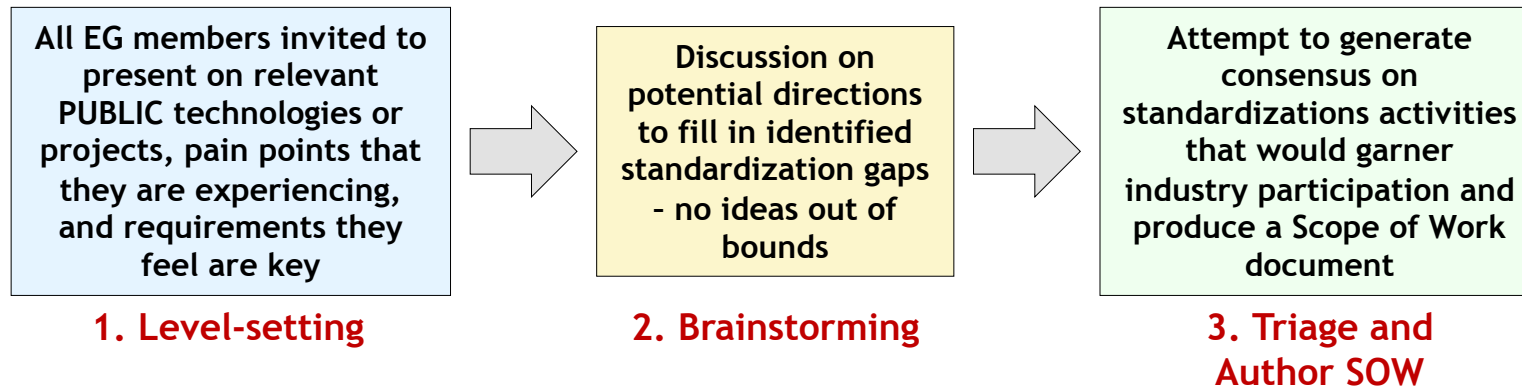 All EG members invited to
present on relevant
PUBLIC technologies or
projects, pain points that
they are experiencing,
and requirements they
feel are key
1. Level-setting
Discussion on
potential directions
to fill in identified
standardization gaps
– no ideas out of
bounds
2. Brainstorming
Attempt to generate
consensus on
standardizations activities
that would garner
industry participation and
produce a Scope of Work
document
3. Triage and
Author SOW